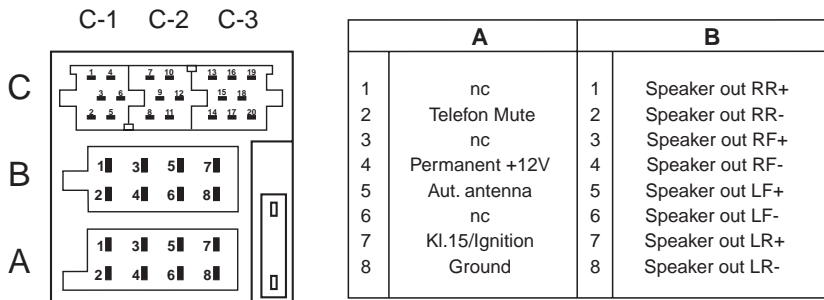 C-1 C-2 C-3
C
1 4 7 10 13 16 19
3 6 9 12 15 18
2 5 8 11 14 17 20
B
1 3 5 7
2 4 6 8
A
1 3 5 7
2 4 6 8
A B
1 nc 1 Speaker out RR+
2 Telefon Mute 2 Speaker out RR-
3 nc 3 Speaker out RF+
4 Permanent +12V 4 Speaker out RF-
5 Aut. antenna 5 Speaker out LF+
6 nc 6 Speaker out LF-
7 Kl.15/Ignition 7 Speaker out LR+
8 Ground 8 Speaker out LR-